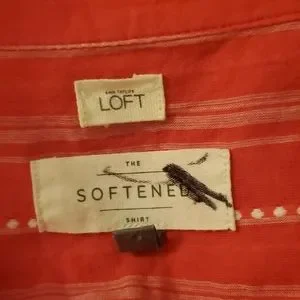 ANN TAYLOR
LOFT
THE
SOFTENED
SHIRT